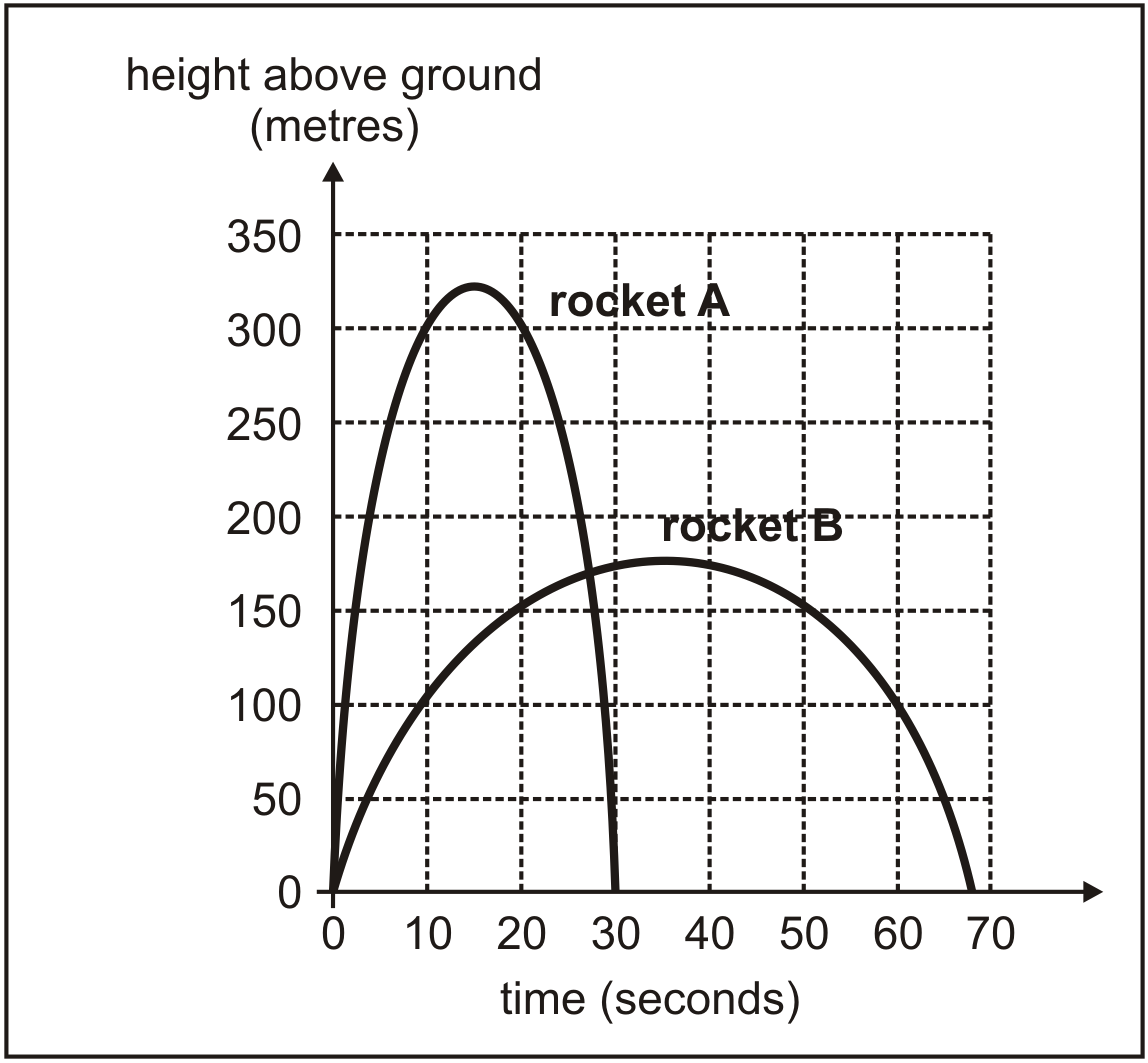 height above ground
(metres)
350
rocket A
300
250
200
rocket B
150
100
50
0
0 10 20 30 40 50 60 70
time (seconds)